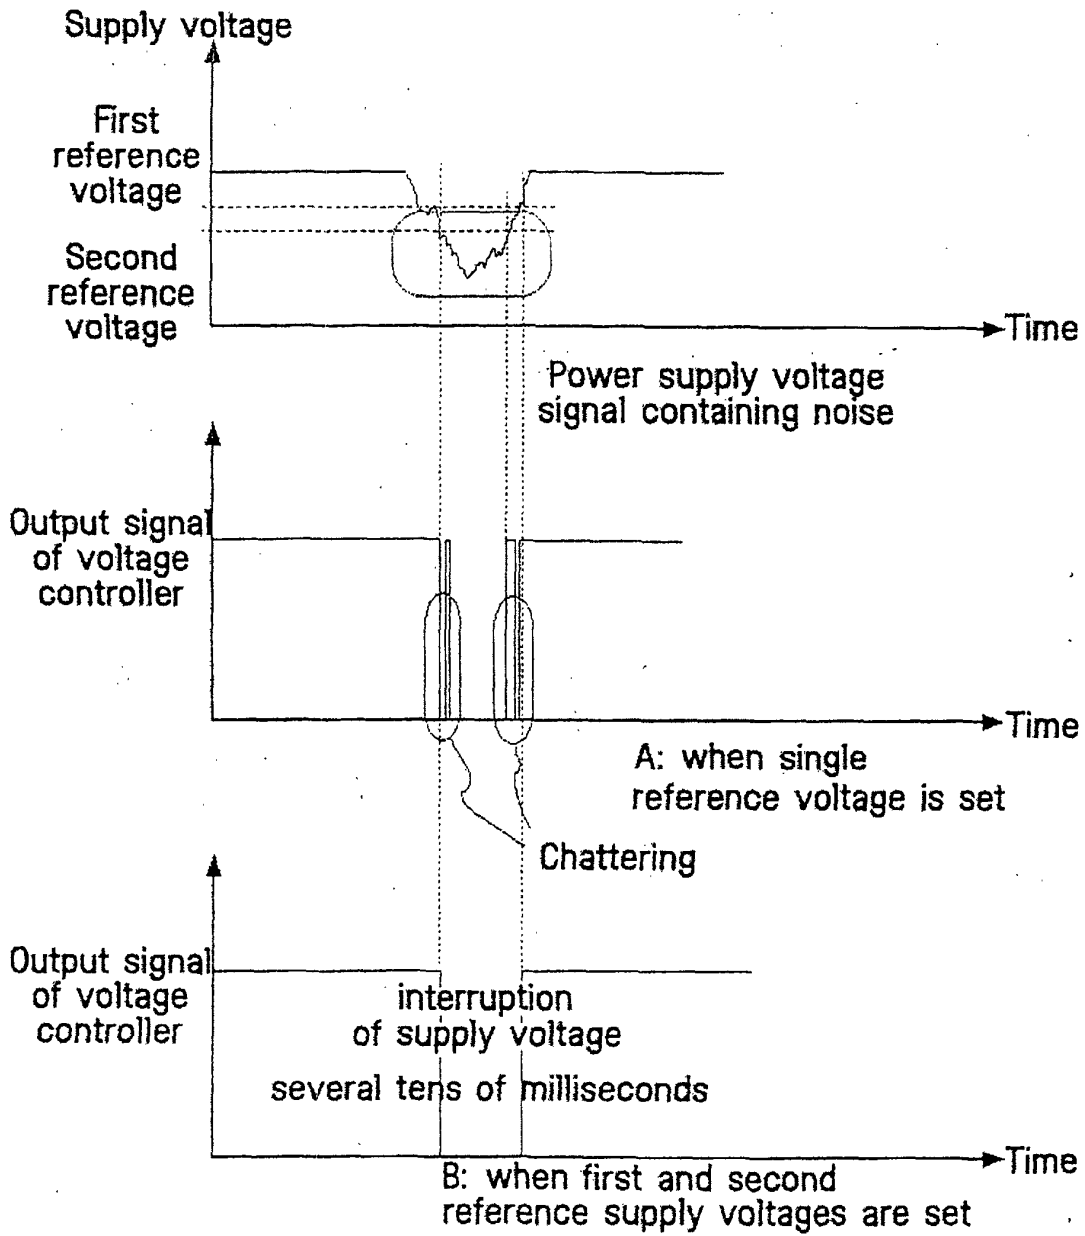 Supply voltage
First
reference
voltage
Second
reference
voltage
Time
Power supply voltage
signal containing noise
Output signal
of voltage
controller
Time
A: when single
reference voltage is set
Chattering
Output signal
of voltage
controller
interruption
of supply voltage
several tens of milliseconds
Time
B: when first and second
reference supply voltages are set